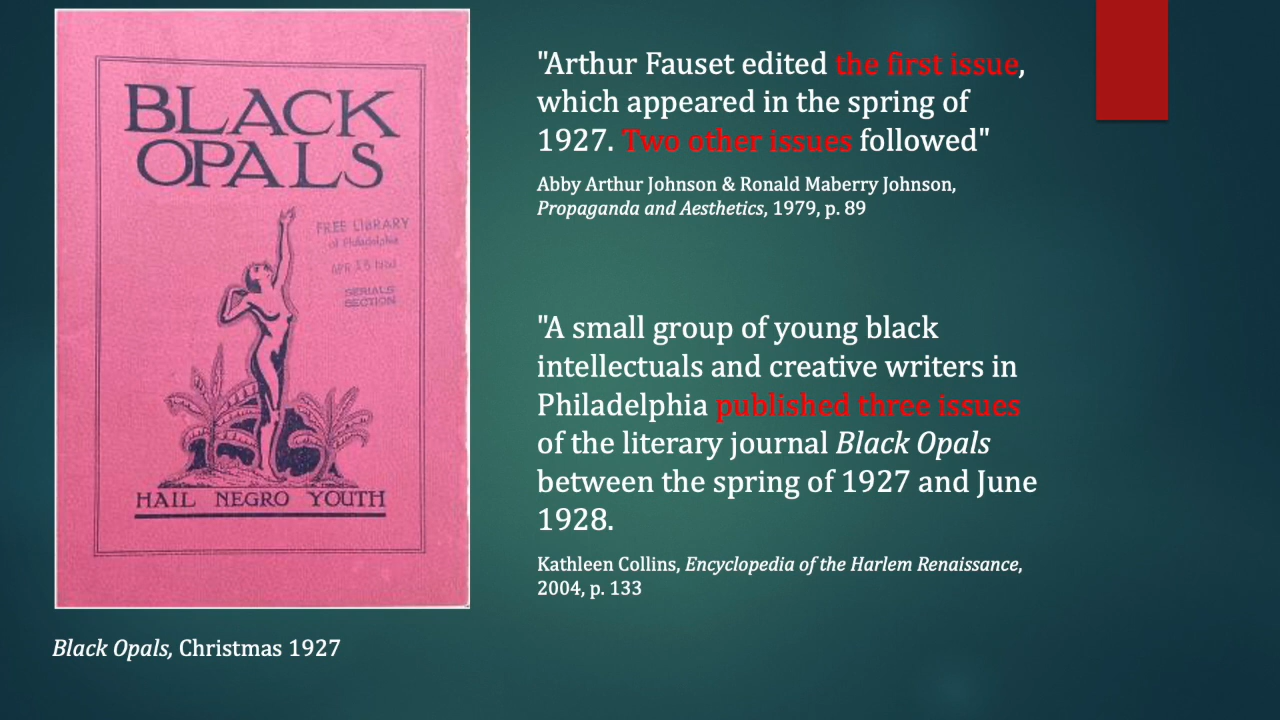 BLACK
OPALS
FREE LIBRARY
of Philadelphia
APR
SERIALS
SECTION
HAIL NEGRO YOUTH
Black Opals, Christmas 1927
"Arthur Fauset edited the first issue,
which appeared in the spring of
1927. Two other issues followed"
Abby Arthur Johnson & Ronald Maberry Johnson,
Propaganda and Aesthetics, 1979, p. 89
"A small group of young black
intellectuals and creative writers in
Philadelphia published three issues
of the literary journal Black Opals
between the spring of 1927 and June
1928.
Kathleen Collins, Encyclopedia of the Harlem Renaissance,
2004, p. 133